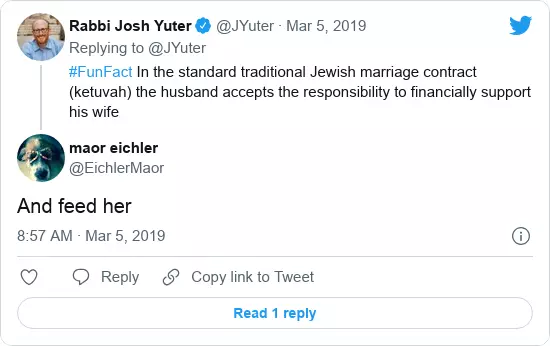 Rabbi Josh Yuter @JYuter · Mar 5, 2019
Replying to @JYuter
#FunFact In the standard traditional Jewish marriage contract
(ketuvah) the husband accepts the responsibility to financially support
his wife
maor eichler
@EichlerMaor
And feed her
8:57 AM · Mar 5, 2019
Reply Copy link to Tweet
Read 1 reply